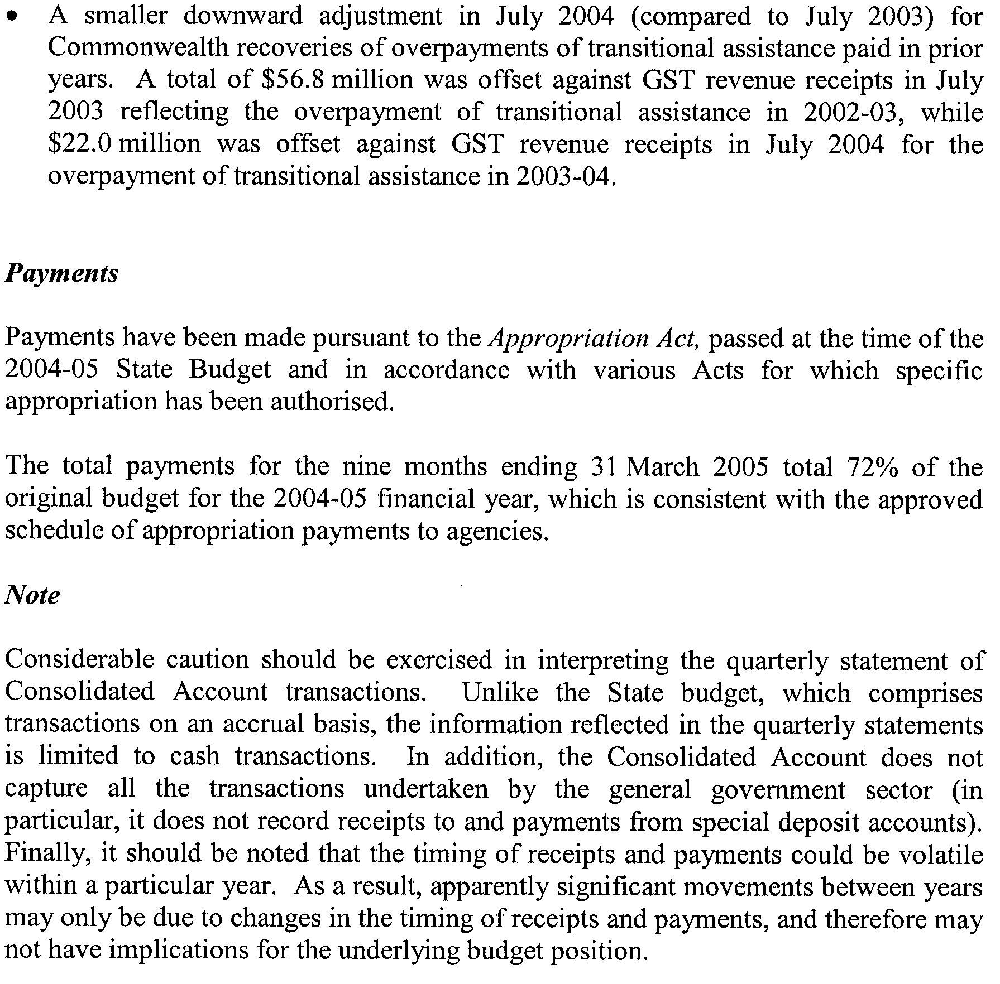 • A smaller downward adjustment in July 2004 (compared to July 2003) for
Commonwealth recoveries of overpayments of transitional assistance paid in prior
years. A total of $56.8 million was offset against GST revenue receipts in July
2003 reflecting the overpayment of transitional assistance in 2002-03, while
$22.0 million was offset against GST revenue receipts in July 2004 for the
overpayment of transitional assistance in 2003-04.
Payments
Payments have been made pursuant to the Appropriation Act, passed at the time of the
2004-05 State Budget and in accordance with various Acts for which specific
appropriation has been authorised.
The total payments for the nine months ending 31 March 2005 total 72% of the
original budget for the 2004-05 financial year, which is consistent with the approved
schedule of appropriation payments to agencies.
Note
Considerable caution should be exercised in interpreting the quarterly statement of
Consolidated Account transactions. Unlike the State budget, which comprises
transactions on an accrual basis, the information reflected in the quarterly statements
is limited to cash transactions. In addition, the Consolidated Account does not
capture all the transactions undertaken by the general government sector (in
particular, it does not record receipts to and payments from special deposit accounts).
Finally, it should be noted that the timing of receipts and payments could be volatile
within a particular year. As a result, apparently significant movements between years
may only be due to changes in the timing of receipts and payments, and therefore may
not have implications for the underlying budget position.